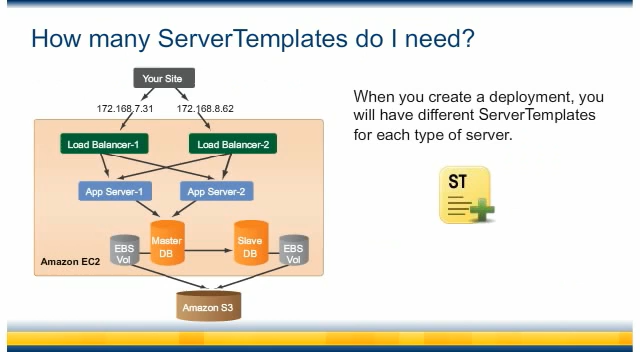 How many ServerTemplates do I need?
Your Site
172.168.7.31 172.168.8.62
Load Balancer-1 Load Balancer-2
App Server-1 App Server-2
Master
DB
Slave
DB
EBS
Vol
EBS
Vol
Amazon EC2
Amazon S3
When you create a deployment, you
will have different ServerTemplates
for each type of server.
ST